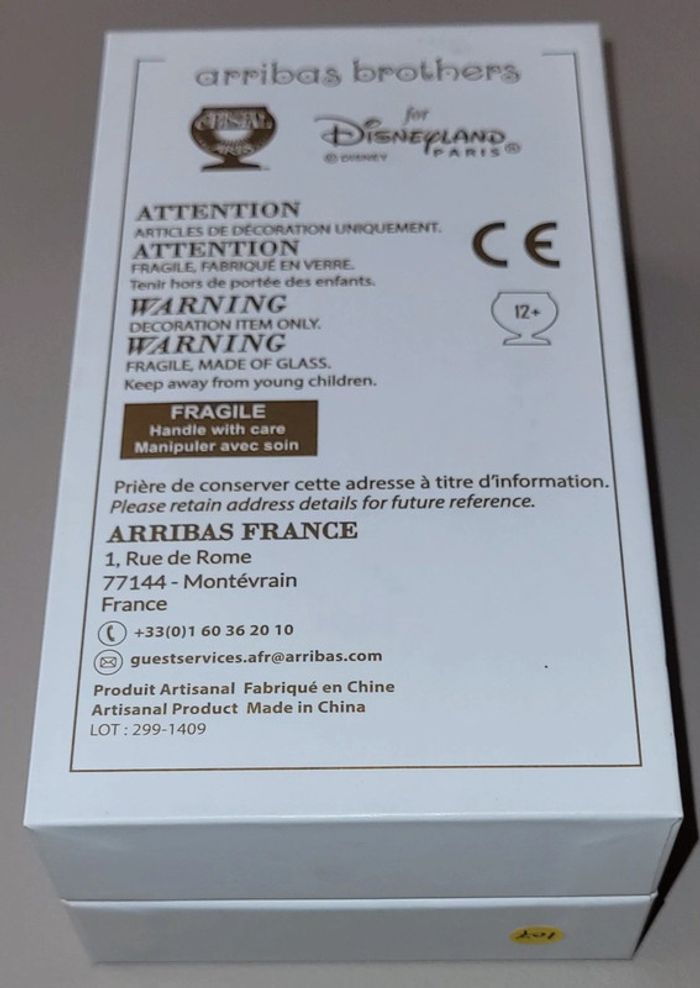 arribas brothers
CRISTAL
ARTS
for
DISNEYLAND®
PARIS
© DISNEY
ATTENTION
ARTICLES DE DÉCORATION UNIQUEMENT.
ATTENTION
FRAGILE, FABRIQUÉ EN VERRE.
Tenir hors de portée des enfants.
WARNING
DECORATION ITEM ONLY.
WARNING
FRAGILE, MADE OF GLASS.
Keep away from young children.
CE
12+
FRAGILE
Handle with care
Manipuler avec soin
Prière de conserver cette adresse à titre d'information.
Please retain address details for future reference.
ARRIBAS FRANCE
1, Rue de Rome
77144 - Montévrain
France
+33(0)1 60 36 20 10
guestservices.afr@arribas.com
Produit Artisanal Fabriqué en Chine
Artisanal Product Made in China
LOT : 299-1409